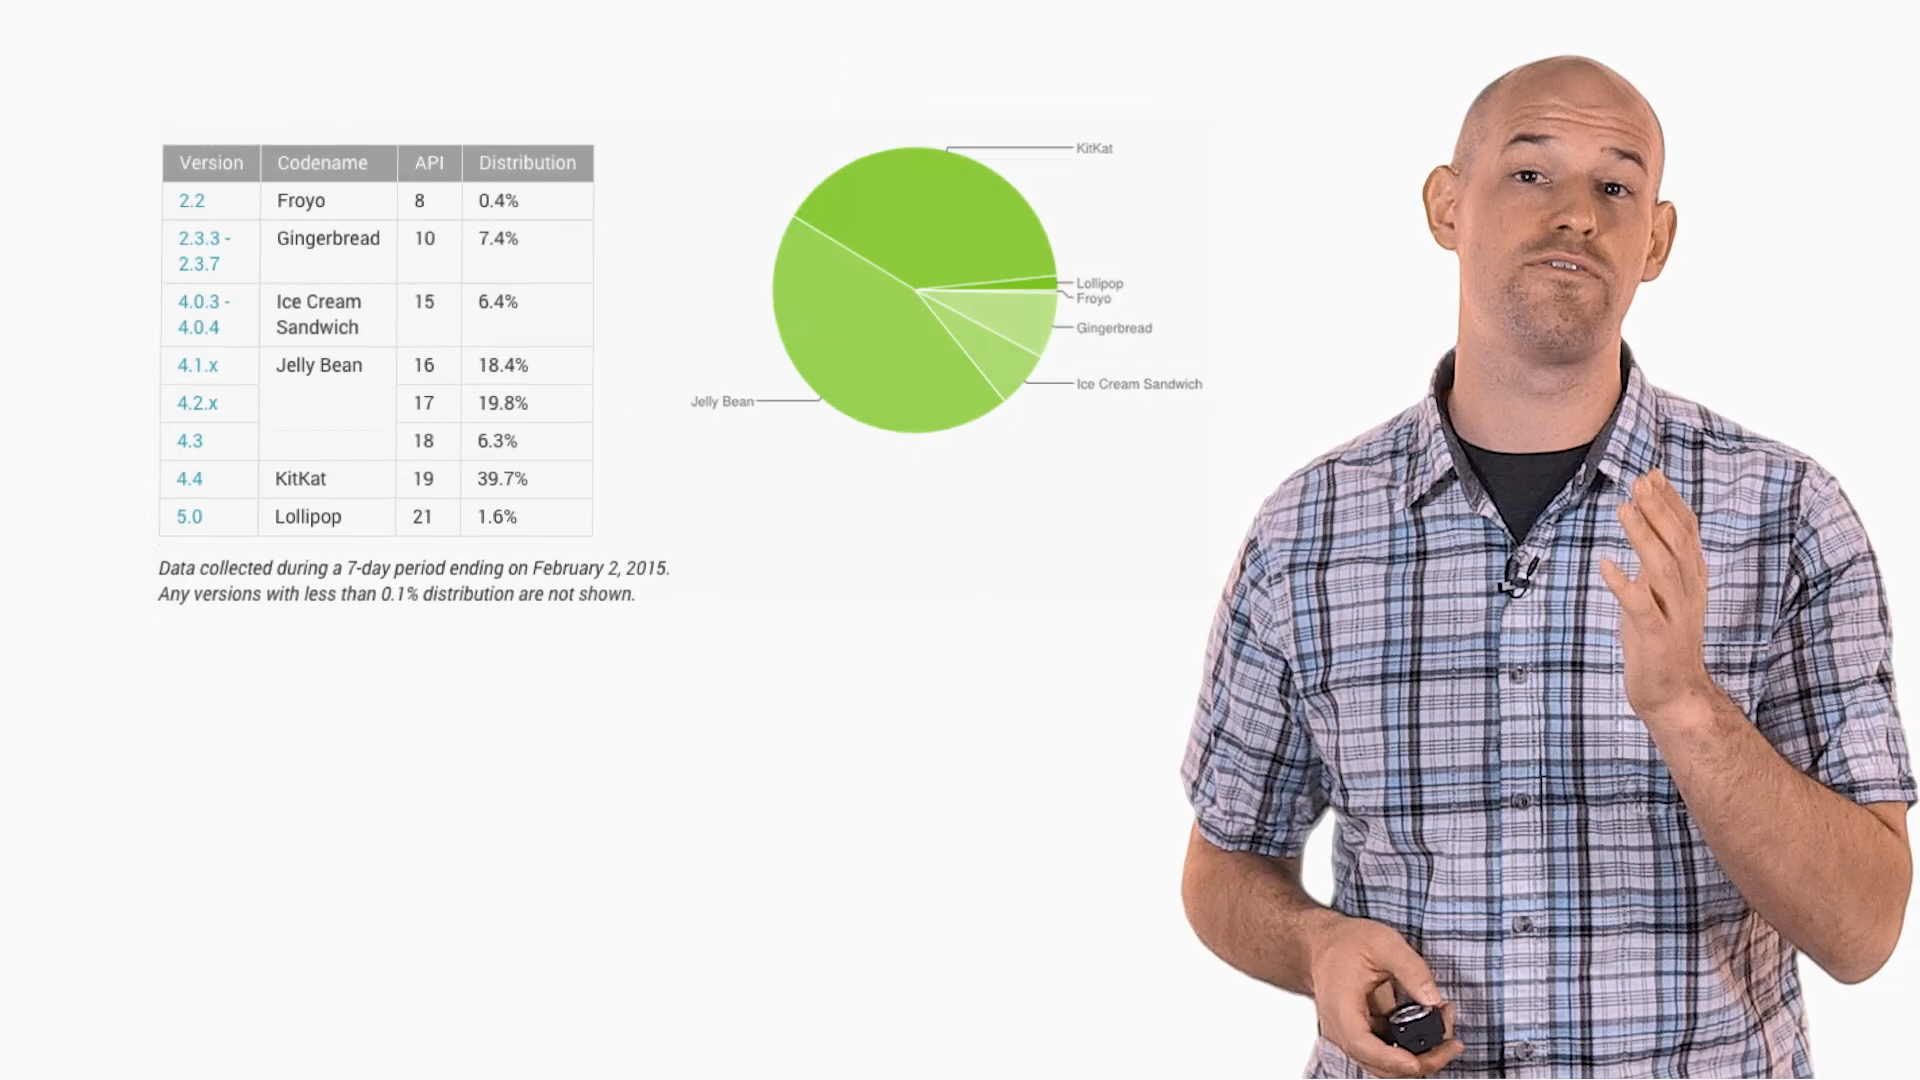 Version Codename API Distribution
2.2 Froyo 8 0.4%
2.3.3 -
2.3.7 Gingerbread 10 7.4%
4.0.3 -
4.0.4 Ice Cream
Sandwich 15 6.4%
4.1.x Jelly Bean 16 18.4%
4.2.x 17 19.8%
4.3 18 6.3%
4.4 KitKat 19 39.7%
5.0 Lollipop 21 1.6%
Data collected during a 7-day period ending on February 2, 2015.
Any versions with less than 0.1% distribution are not shown.
KitKat
Lollipop
Froyo
Gingerbread
Ice Cream Sandwich
Jelly Bean